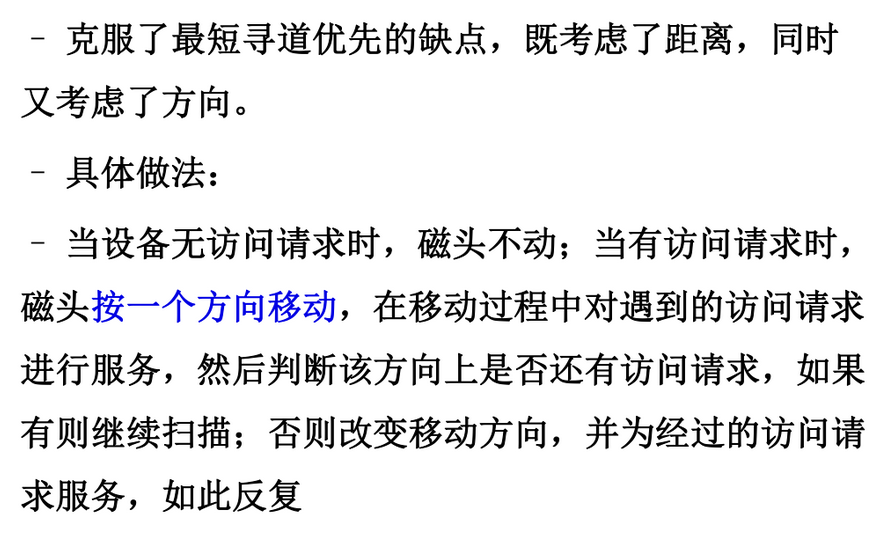 – 克服了最短寻道优先的缺点，既考虑了距离，同时
又考虑了方向。
– 具体做法：
– 当设备无访问请求时，磁头不动；当有访问请求时，
磁头按一个方向移动，在移动过程中对遇到的访问请求
进行服务，然后判断该方向上是否还有访问请求，如果
有则继续扫描；否则改变移动方向，并为经过的访问请
求服务，如此反复